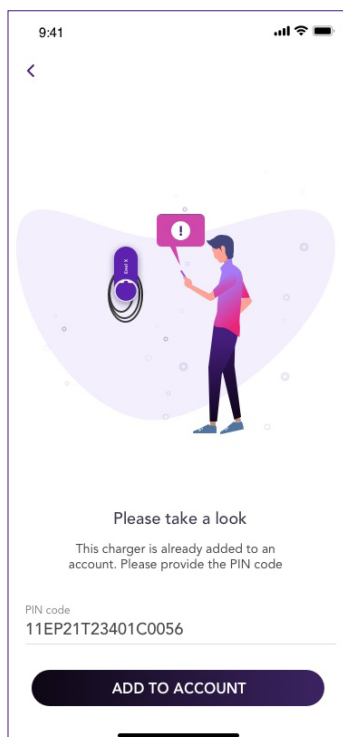 9:41
!
Enel X
Please take a look
This charger is already added to an
account. Please provide the PIN code
PIN code
11EP21T23401C0056
ADD TO ACCOUNT